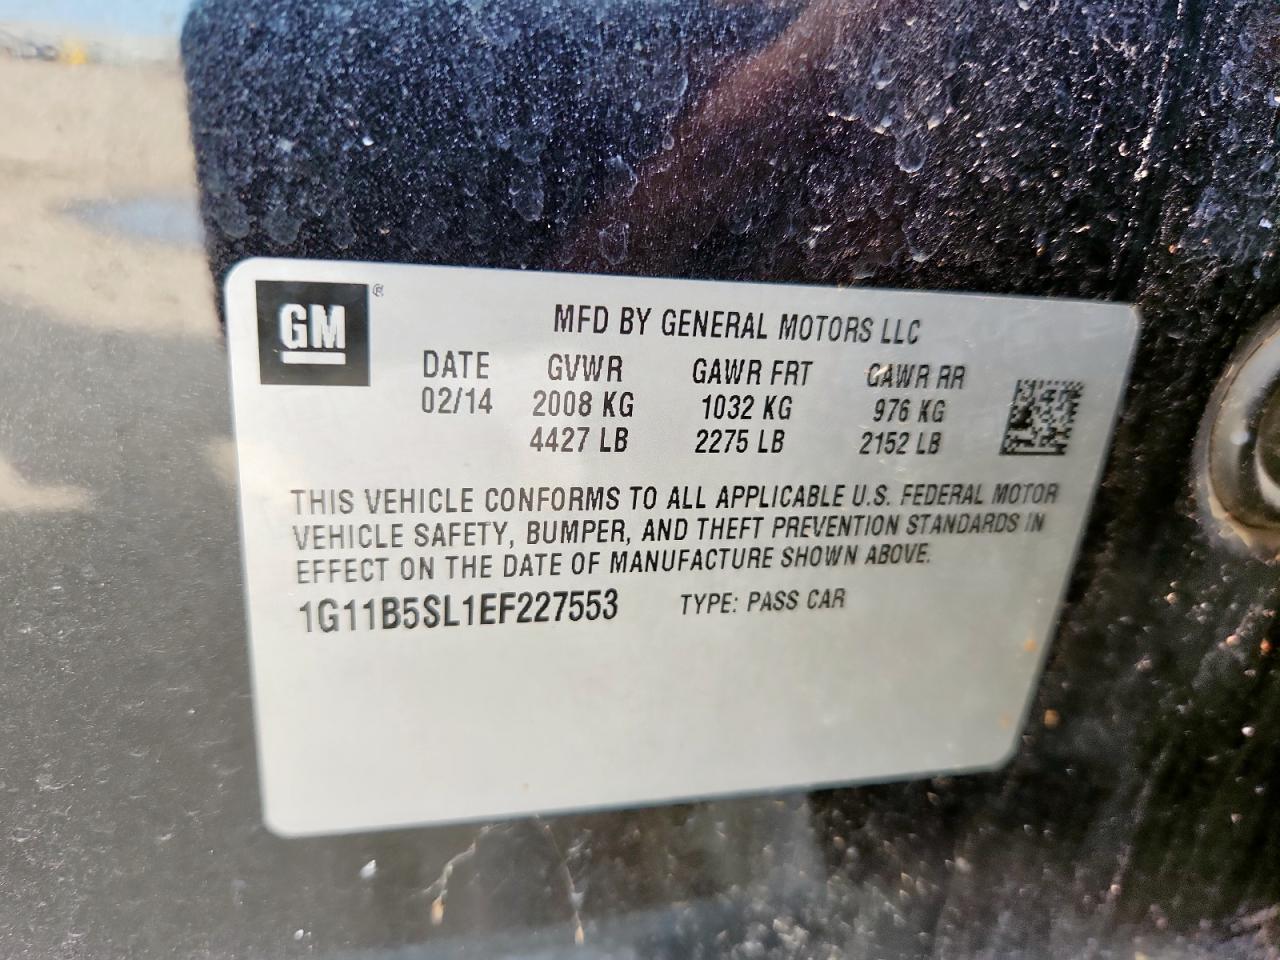 GM ®
MFD BY GENERAL MOTORS LLC
DATE GVWR GAWR FRT GAWR RR
02/14 2008 KG 1032 KG 976 KG
4427 LB 2275 LB 2152 LB
THIS VEHICLE CONFORMS TO ALL APPLICABLE U.S. FEDERAL MOTOR
VEHICLE SAFETY, BUMPER, AND THEFT PREVENTION STANDARDS IN
EFFECT ON THE DATE OF MANUFACTURE SHOWN ABOVE.
1G11B5SL1EF227553 TYPE: PASS CAR